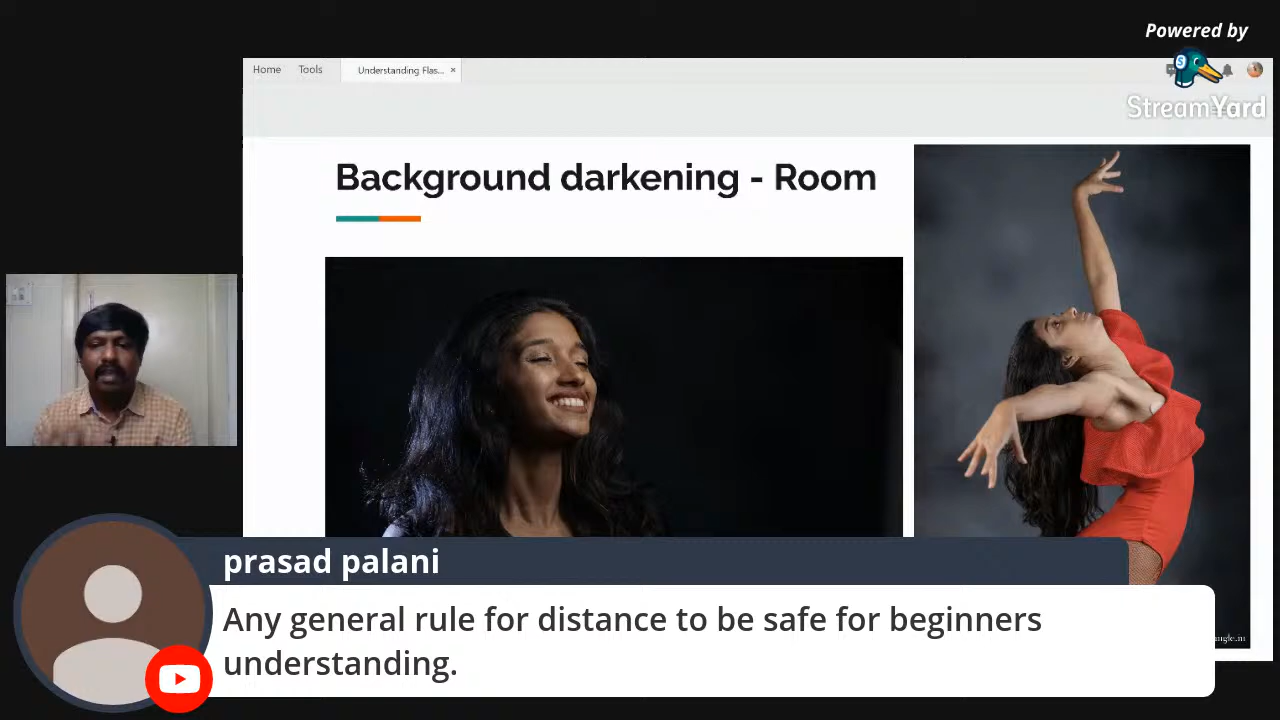 Powered by
StreamYard
Home Tools Understanding Flas... ×
Background darkening - Room
prasad palani
Any general rule for distance to be safe for beginners
understanding.